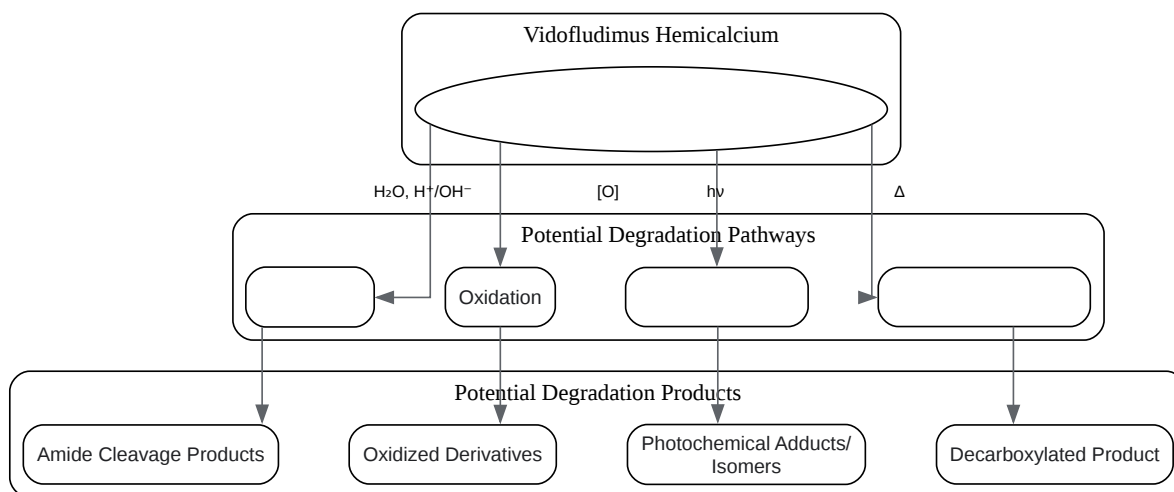 Vidofludimus Hemicalcium
H₂O, H⁺/OH⁻
[O]
hν
Δ
Potential Degradation Pathways
Oxidation
Potential Degradation Products
Amide Cleavage Products
Oxidized Derivatives
Photochemical Adducts/
Isomers
Decarboxylated Product